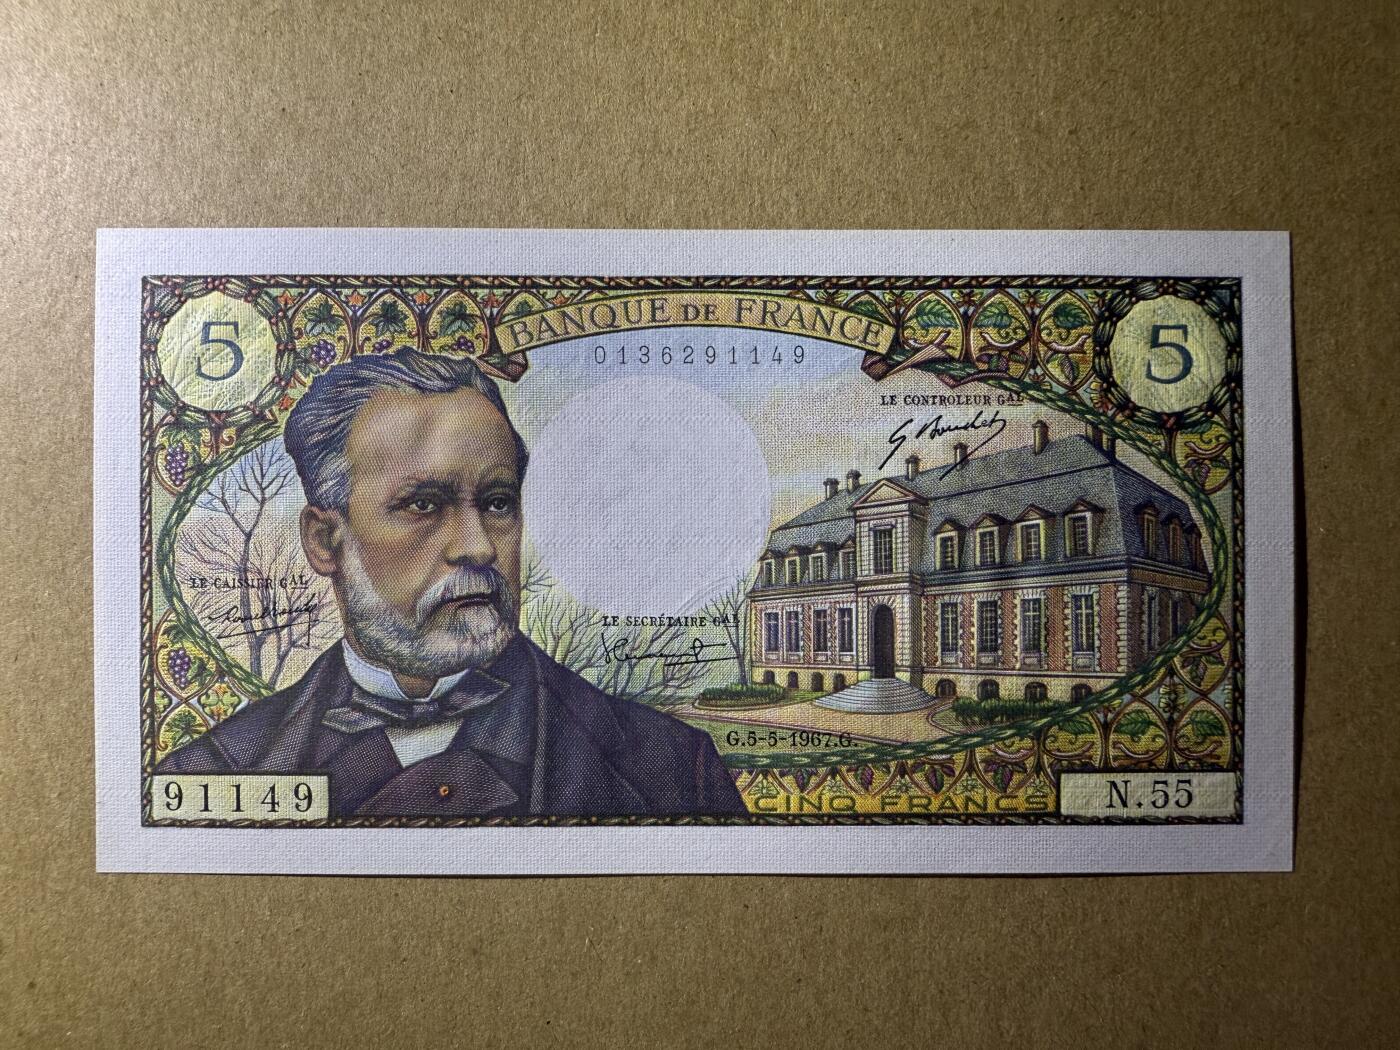 BANQUE DE FRANCE
5
5
0136291149
LE CONTROLEUR GAL
G Bouchet
LE CAISSIER GAL
LE SECRÉTAIRE GAL
G.5-5-1967.G.
91149
CINQ FRANCS
N.55